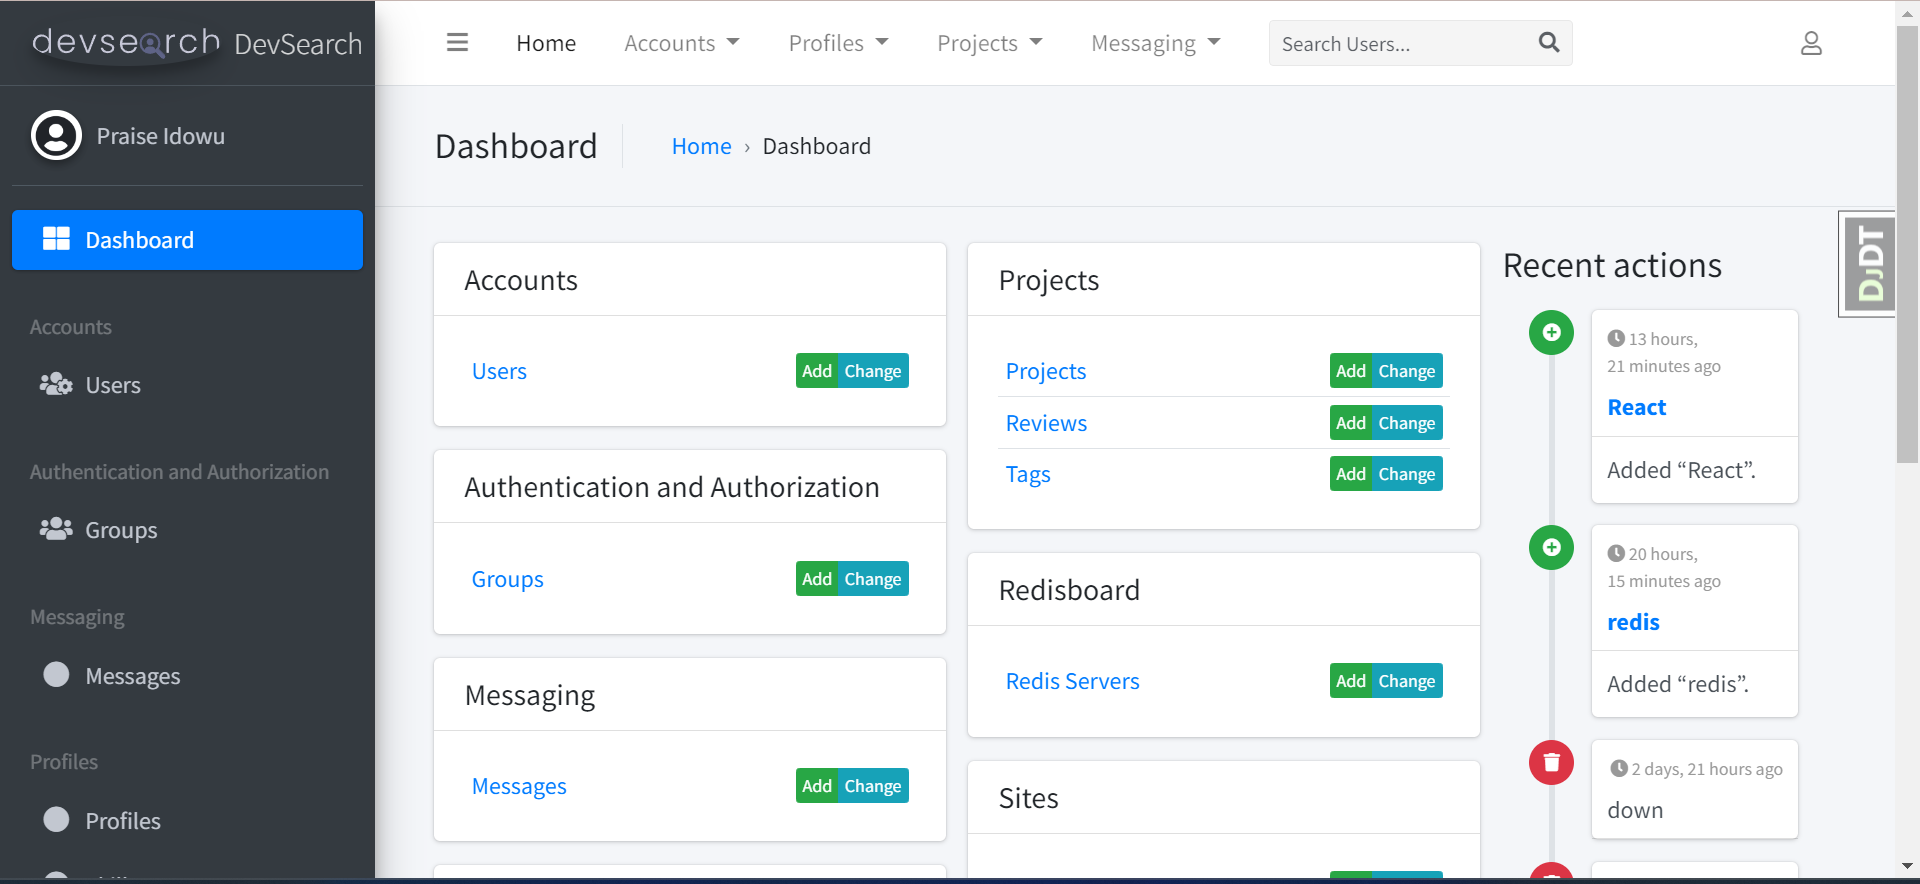 devsearch DevSearch
Home Accounts Profiles Projects Messaging Search Users...
Praise Idowu
Dashboard
Accounts
Users
Authentication and Authorization
Groups
Messaging
Messages
Profiles
Profiles
Dashboard Home › Dashboard
Accounts
Users Add Change
Authentication and Authorization
Groups Add Change
Messaging
Messages Add Change
Projects
Projects Add Change
Reviews Add Change
Tags Add Change
Redisboard
Redis Servers Add Change
Sites
Recent actions
13 hours,
21 minutes ago
React
Added “React”.
20 hours,
15 minutes ago
redis
Added “redis”.
2 days, 21 hours ago
down
DjDT